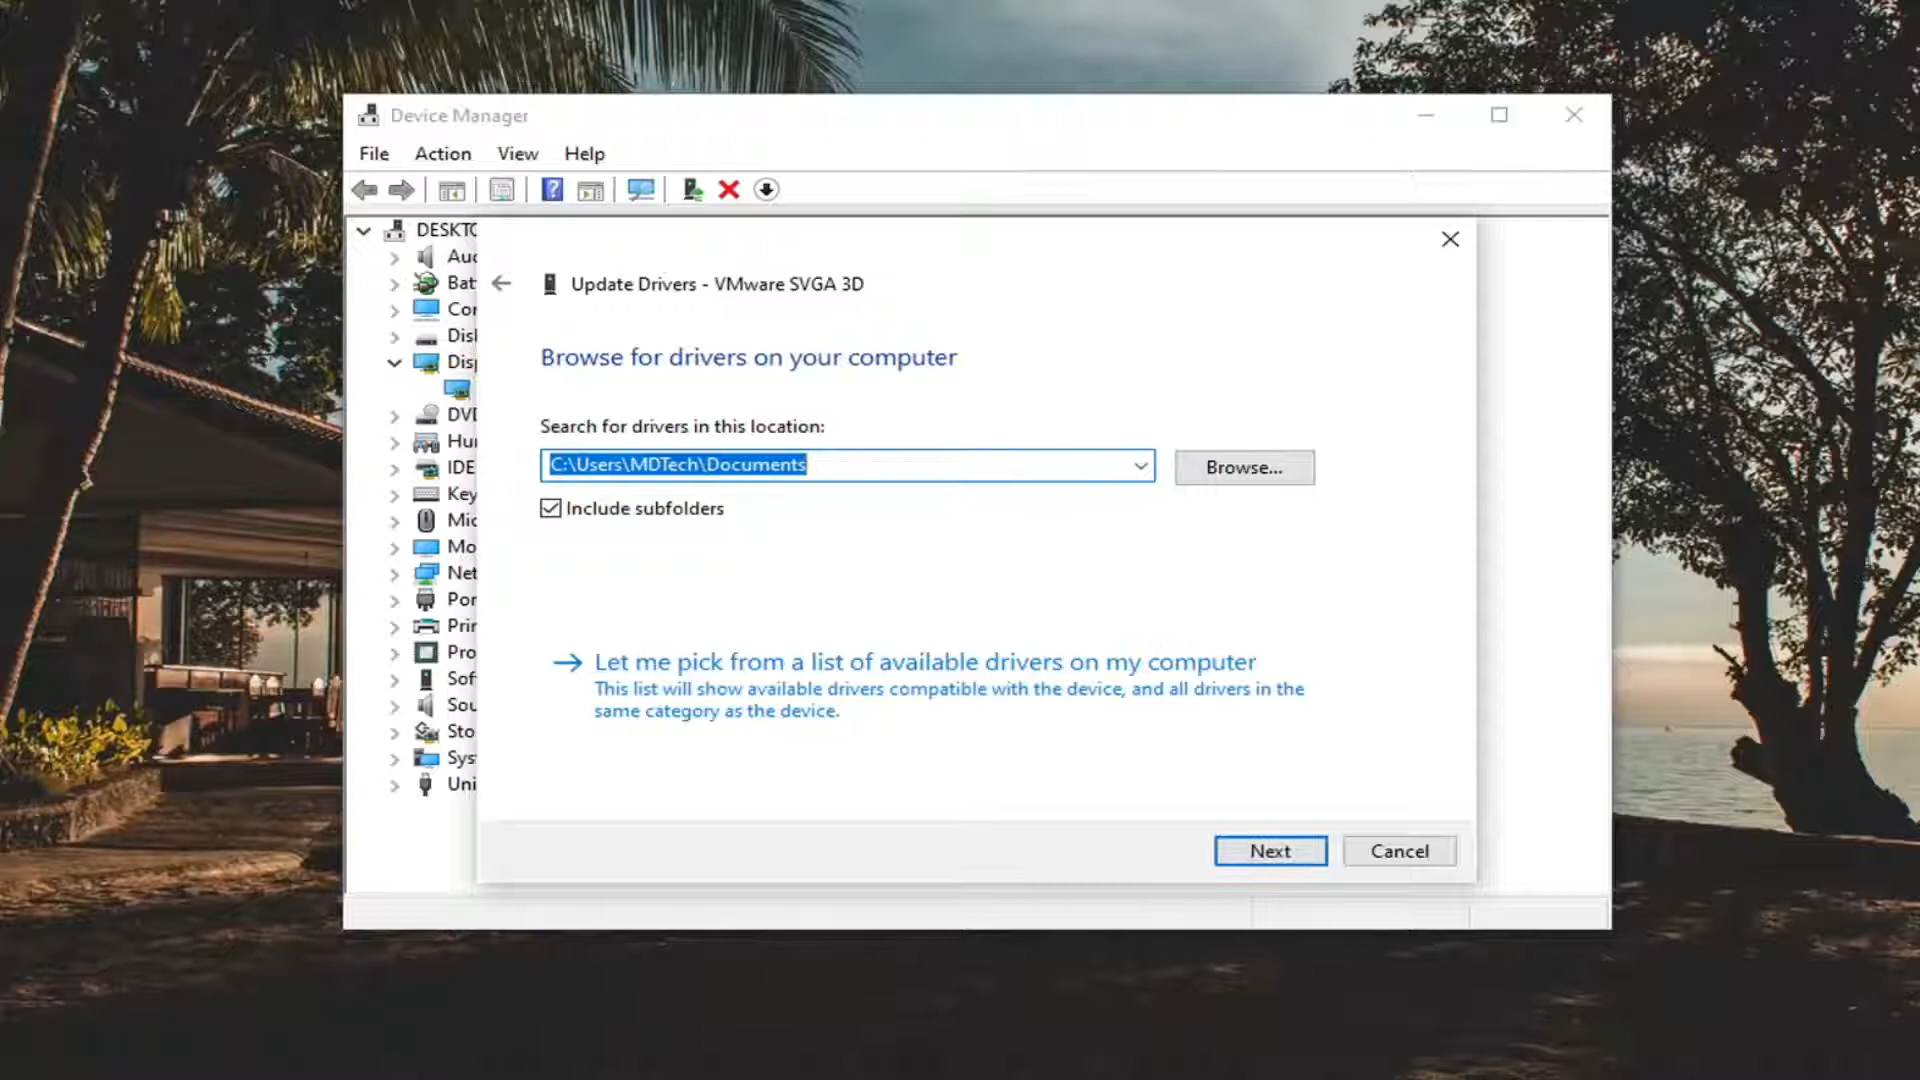 Device Manager
File Action View Help
DESKTO
Auc
Bat
Cor
Disk
Disp
DVD
Hur
IDE
Key
Mic
Mo
Net
Por
Prin
Pro
Sof
Sou
Sto
Sys
Uni
Update Drivers - VMware SVGA 3D
Browse for drivers on your computer
Search for drivers in this location:
C:\Users\MDTech\Documents
Browse...
Include subfolders
Let me pick from a list of available drivers on my computer
This list will show available drivers compatible with the device, and all drivers in the
same category as the device.
Next
Cancel